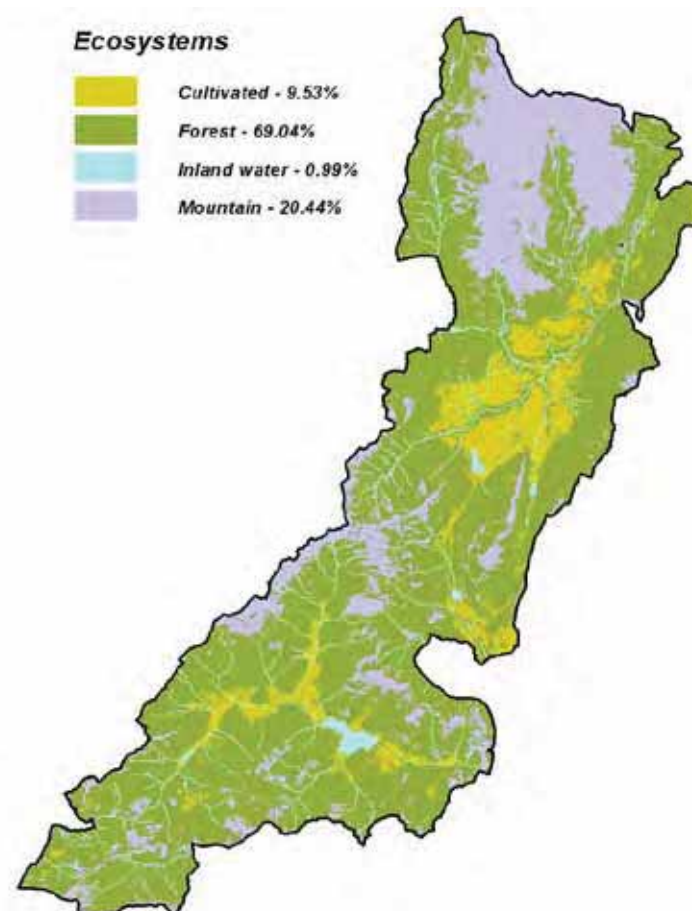 Ecosystems
Cultivated - 9.53%
Forest - 69.04%
Inland water - 0.99%
Mountain - 20.44%